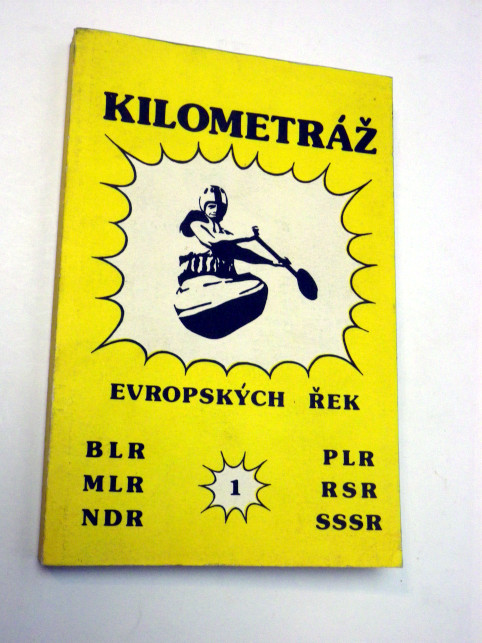 KILOMETRÁŽ
EVROPSKÝCH ŘEK
BLR
MLR
NDR
1
PLR
RSR
SSSR